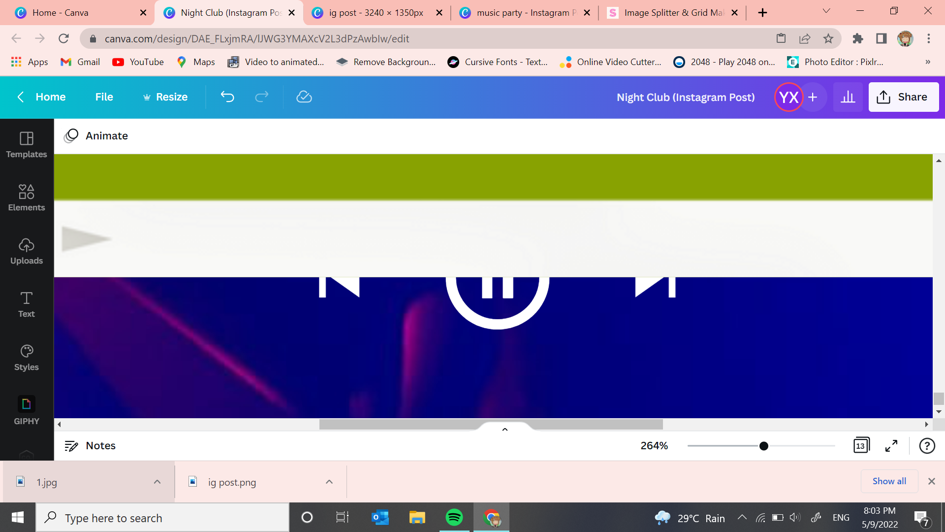 Home - Canva
Night Club (Instagram Pos
ig post - 3240 × 1350px
music party - Instagram P
Image Splitter & Grid Mak
canva.com/design/DAE_FLxjmRA/IJWG3YMAXcV2L3dPzAwbIw/edit
Apps
Gmail
YouTube
Maps
Video to animated...
Remove Background...
Cursive Fonts - Text...
Online Video Cutter...
2048 - Play 2048 on...
Photo Editor : Pixlr...
»
Home
File
Resize
Night Club (Instagram Post)
YX
Share
Templates
Elements
Uploads
Text
Styles
GIPHY
Animate
Notes
264%
13
1.jpg
ig post.png
Show all
Type here to search
29°C Rain
ENG
8:03 PM
5/9/2022
7